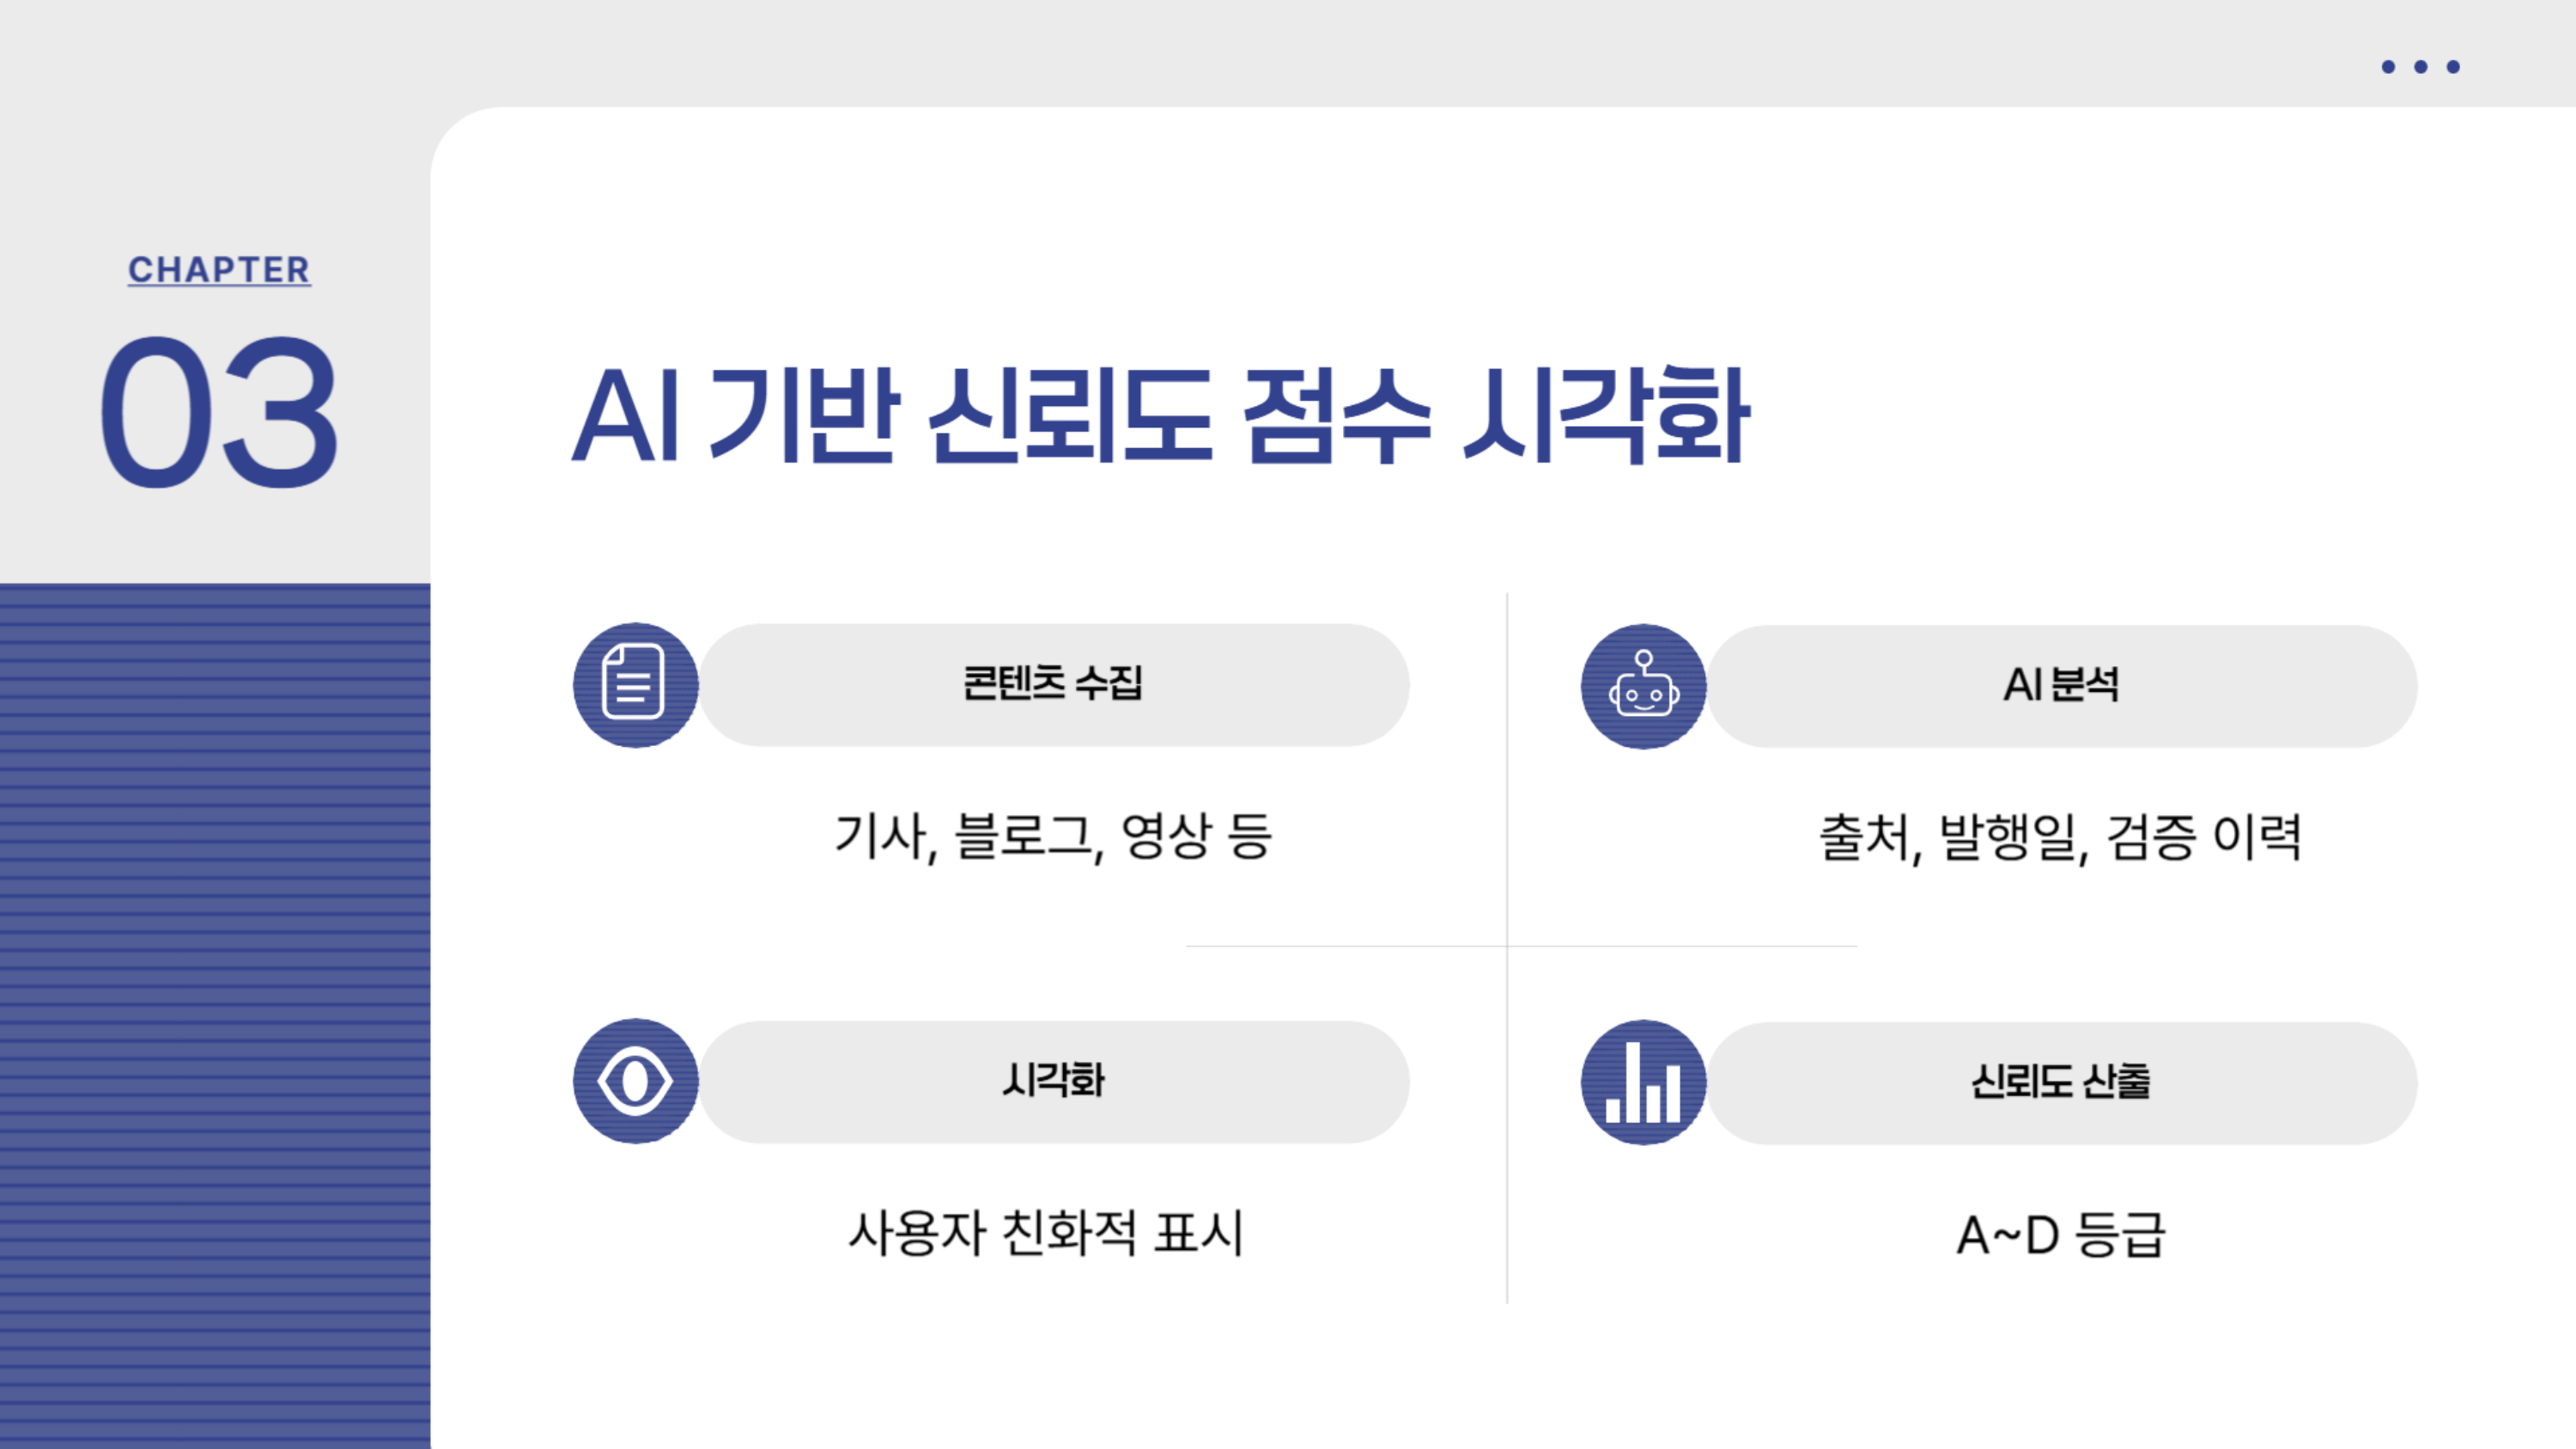 CHAPTER
03
AI 기반 신뢰도 점수 시각화
콘텐츠 수집
기사, 블로그, 영상 등
AI 분석
출처, 발행일, 검증 이력
시각화
사용자 친화적 표시
신뢰도 산출
A~D 등급